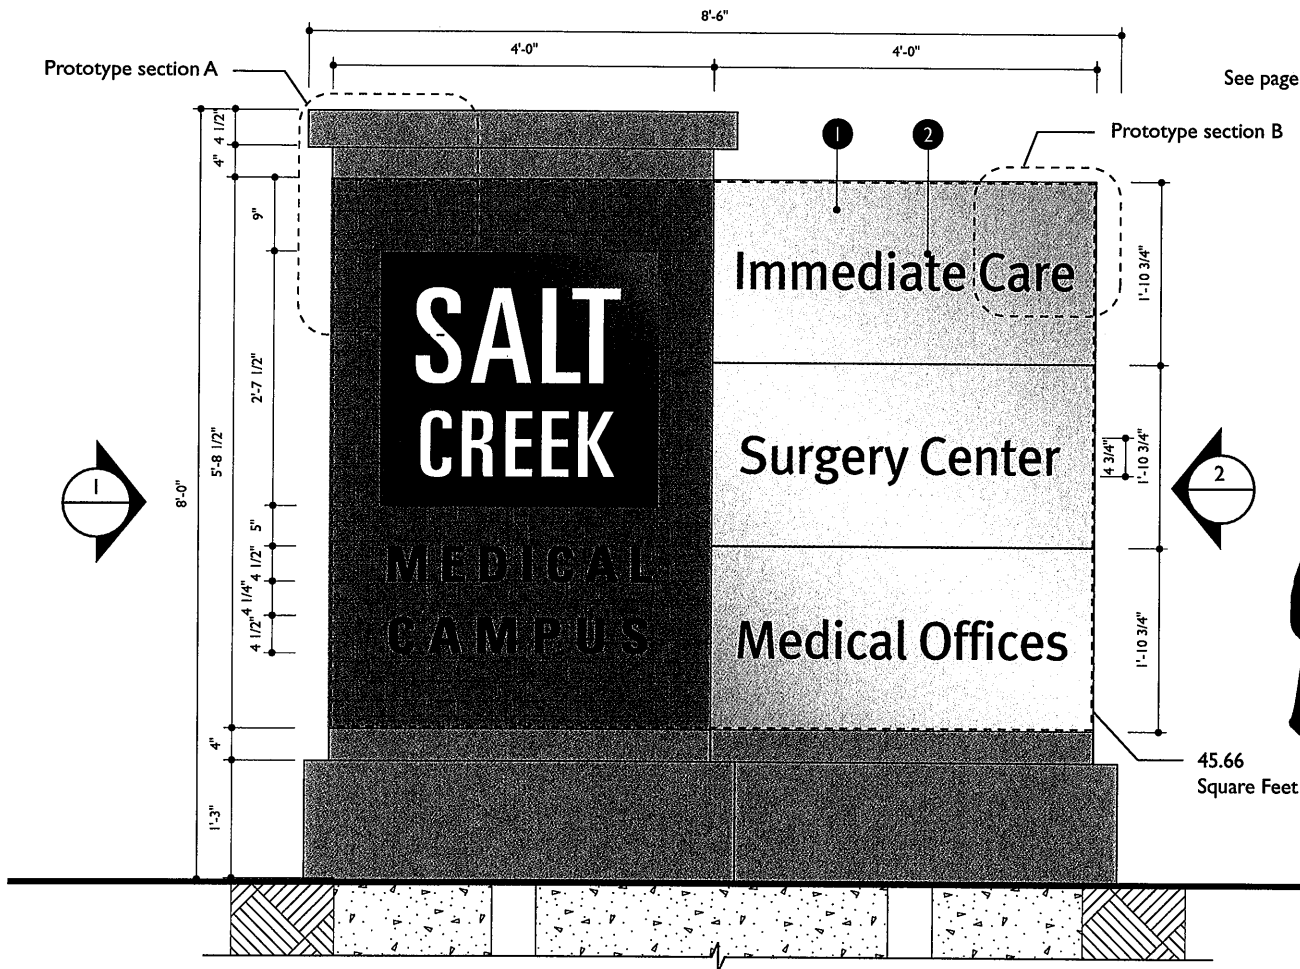 8'-6"
4'-0"
4'-0"
Prototype section A
See page
Prototype section B
1
2
4 1/2"
4"
9"
2'-7 1/2"
5'-8 1/2"
8'-0"
5"
4 1/2"
4 1/4"
4 1/2"
4"
1'-3"
SALT
CREEK
MEDICAL
CAMPUS
Immediate Care
Surgery Center
Medical Offices
1'-10 3/4"
4 3/4"
1'-10 3/4"
1'-10 3/4"
1
2
45.66
Square Feet